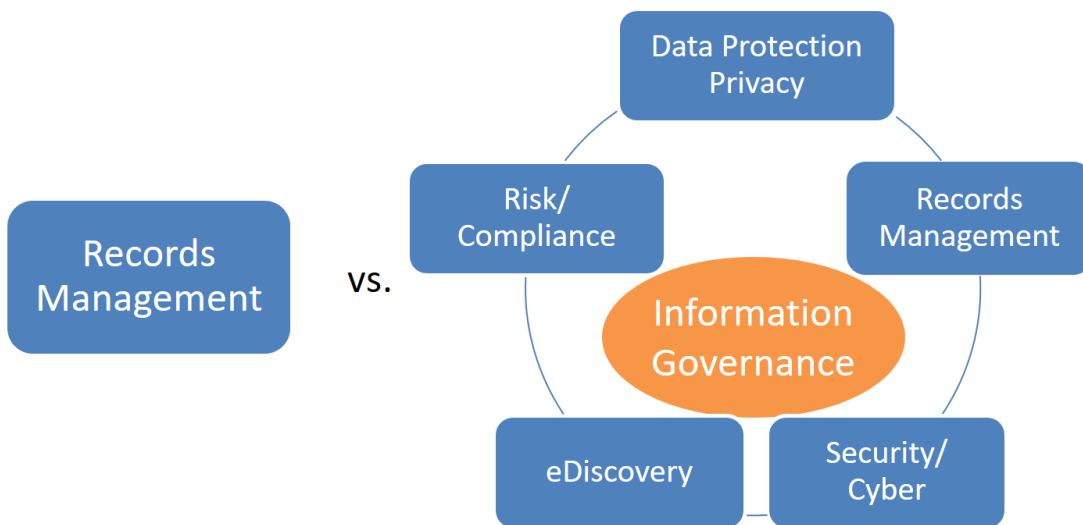 Records
Management
vs.
Data Protection
Privacy
Risk/
Compliance
Records
Management
Information
Governance
eDiscovery
Security/
Cyber